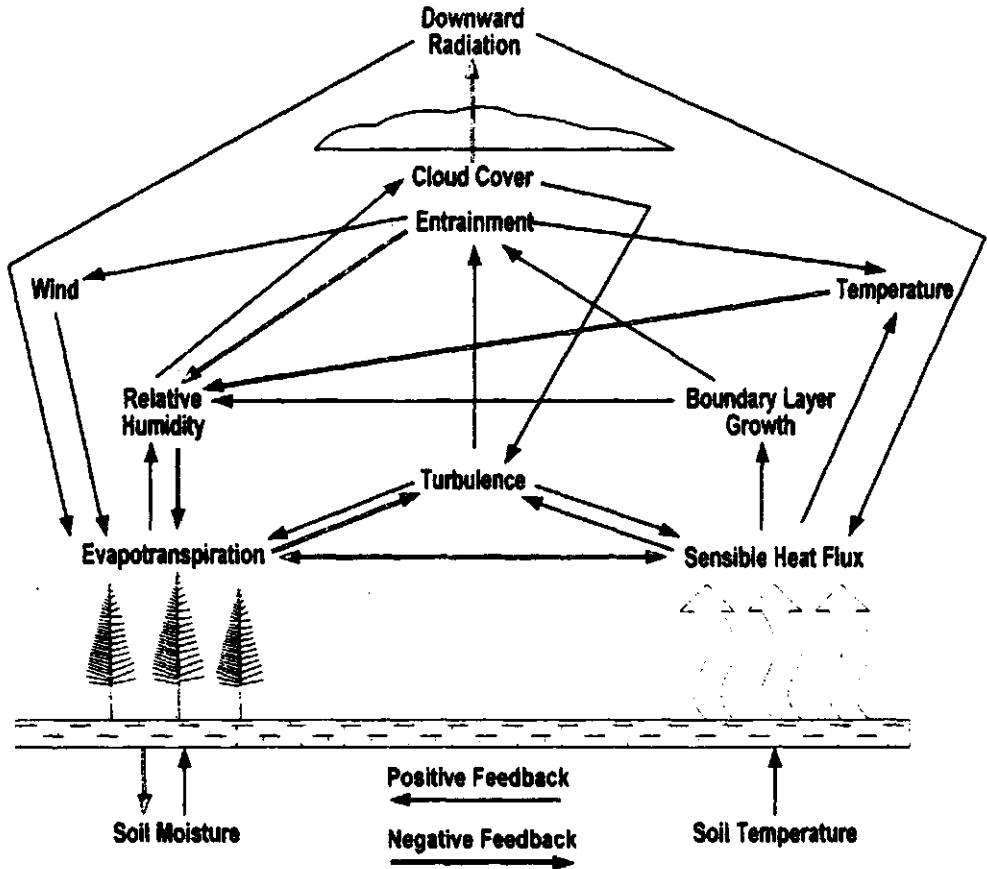 Downward
Radiation
Cloud Cover
Entrainment
Wind
Temperature
Relative
Humidity
Boundary Layer
Growth
Turbulence
Evapotranspiration
Sensible Heat Flux
Positive Feedback
Soil Moisture
Negative Feedback
Soil Temperature